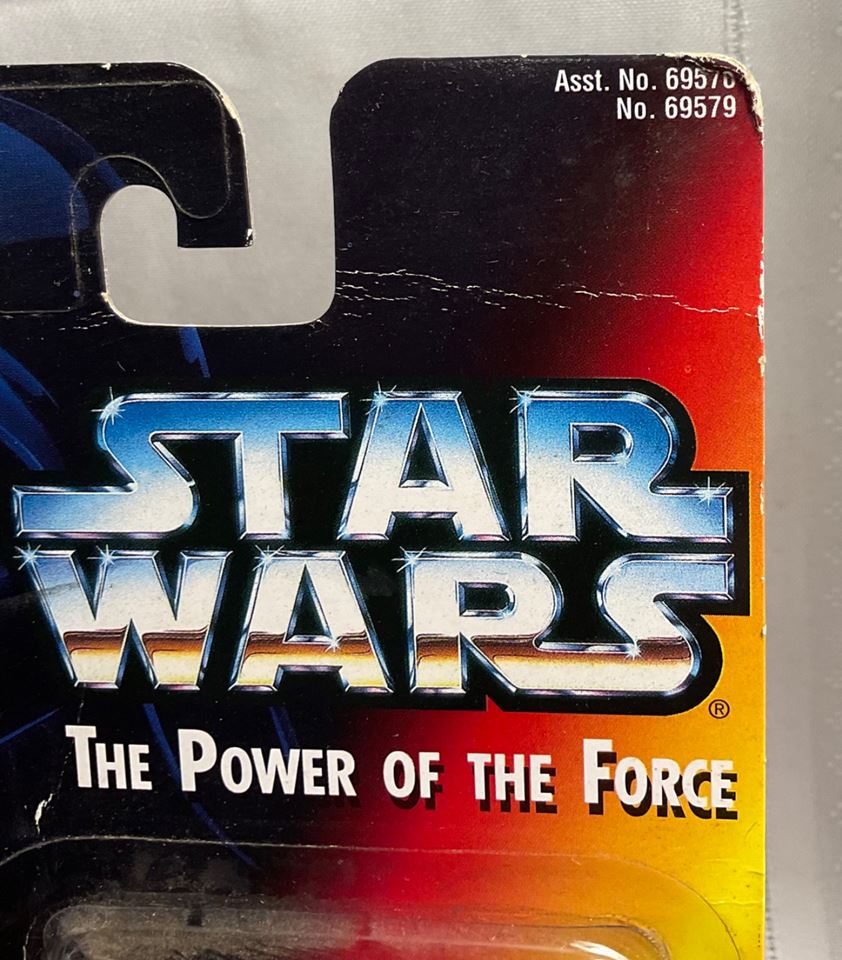 Asst. No. 69570
No. 69579
STAR
WARS®
THE POWER OF THE FORCE